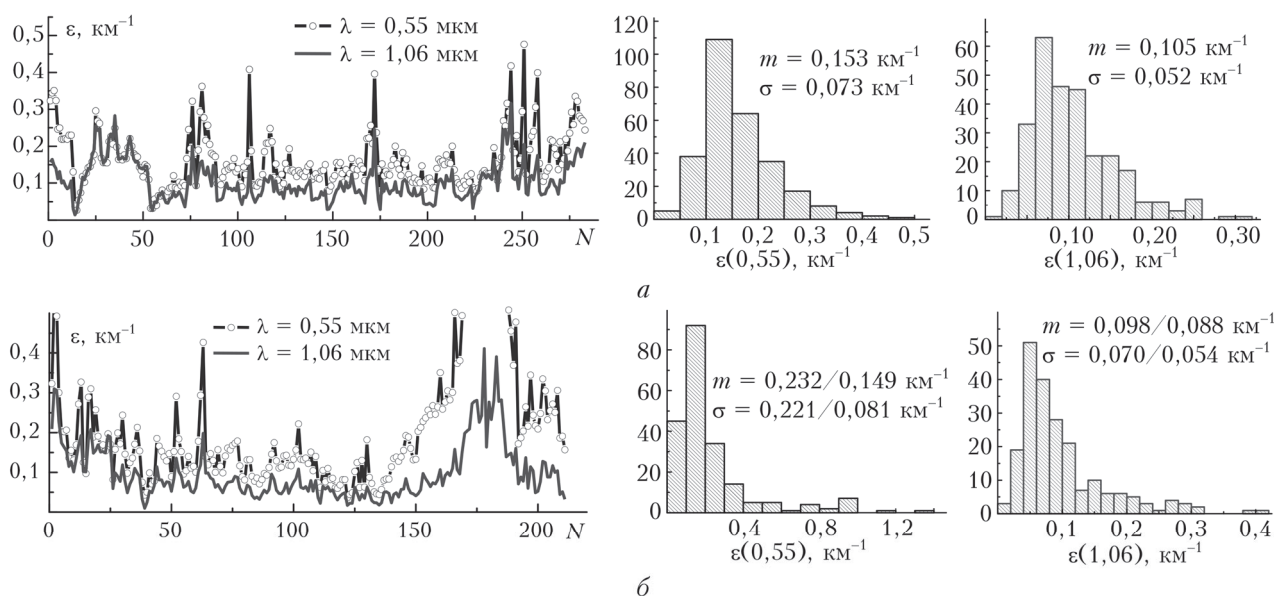 ε, км⁻¹
λ = 0,55 мкм
λ = 1,06 мкм
0,5
0,4
0,3
0,2
0,1
0 50 100 150 200 250 N
120
100
80
60
40
20
0
m = 0,153 км⁻¹
σ = 0,073 км⁻¹
0,1 0,2 0,3 0,4 0,5
ε(0,55), км⁻¹
60
50
40
30
20
10
0
m = 0,105 км⁻¹
σ = 0,052 км⁻¹
0,10 0,20 0,30
ε(1,06), км⁻¹
а
ε, км⁻¹
λ = 0,55 мкм
λ = 1,06 мкм
0,4
0,3
0,2
0,1
0 50 100 150 200 N
80
60
40
20
0
m = 0,232/0,149 км⁻¹
σ = 0,221/0,081 км⁻¹
0,4 0,8 1,2
ε(0,55), км⁻¹
50
40
30
20
10
0
m = 0,098/0,088 км⁻¹
σ = 0,070/0,054 км⁻¹
0,1 0,2 0,3 0,4
ε(1,06), км⁻¹
б